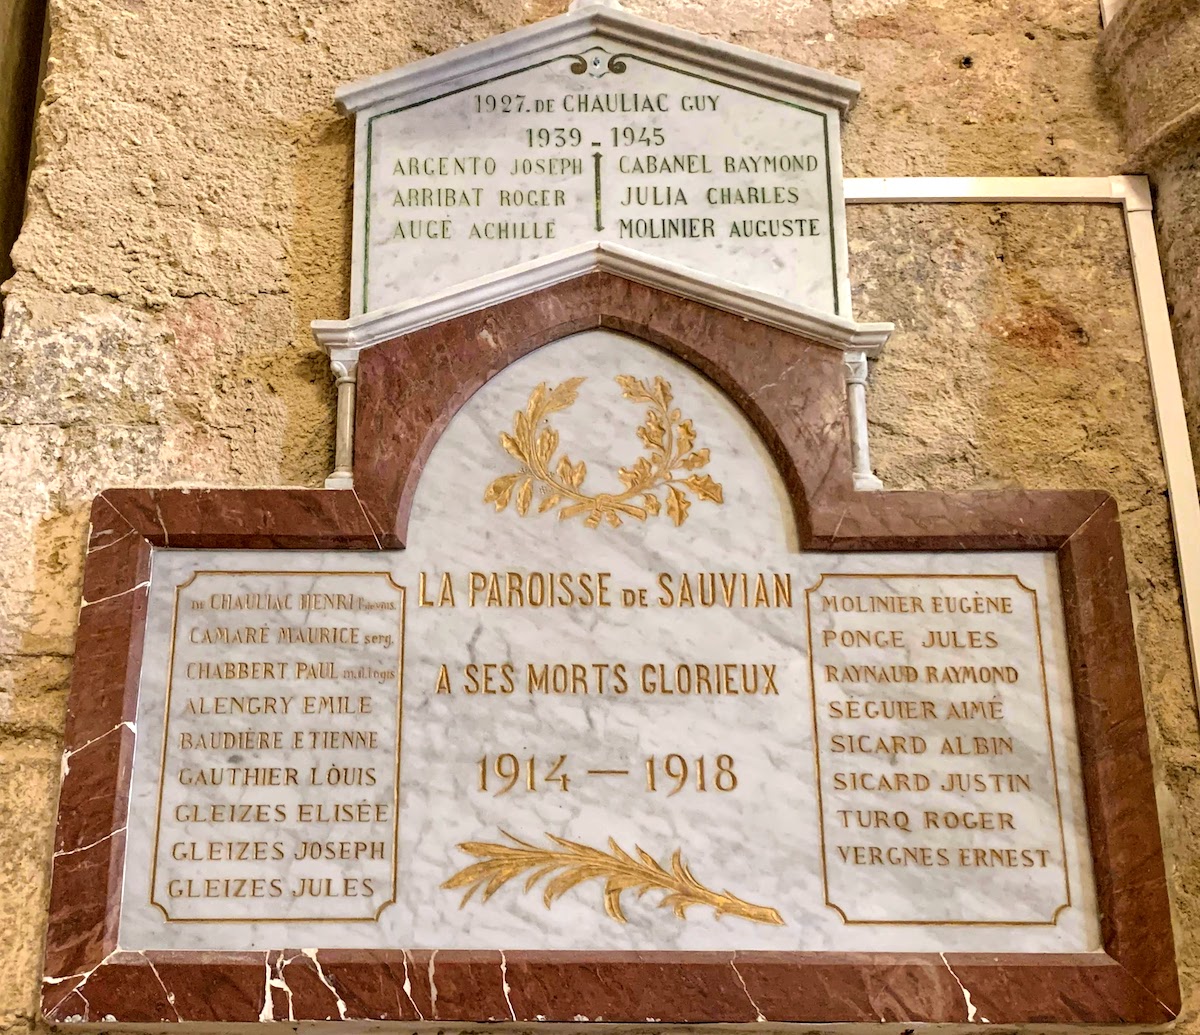 1927. DE CHAULIAC GUY
1939 - 1945
ARGENTO JOSEPH
ARRIBAT ROGER
AUGÉ ACHILLE
CABANEL RAYMOND
JULIA CHARLES
MOLINIER AUGUSTE
LA PAROISSE DE SAUVIAN
A SES MORTS GLORIEUX
1914 — 1918
DE CHAULIAC HENRI
CAMARÉ MAURICE serg.
CHABBERT PAUL m.d.logis
ALENGRY EMILE
BAUDIÈRE ETIENNE
GAUTHIER LOUIS
GLEIZES ELISÉE
GLEIZES JOSEPH
GLEIZES JULES
MOLINIER EUGÈNE
PONCE JULES
RAYNAUD RAYMOND
SÉGUIER AIMÉ
SICARD ALBIN
SICARD JUSTIN
TURQ ROGER
VERGNES ERNEST